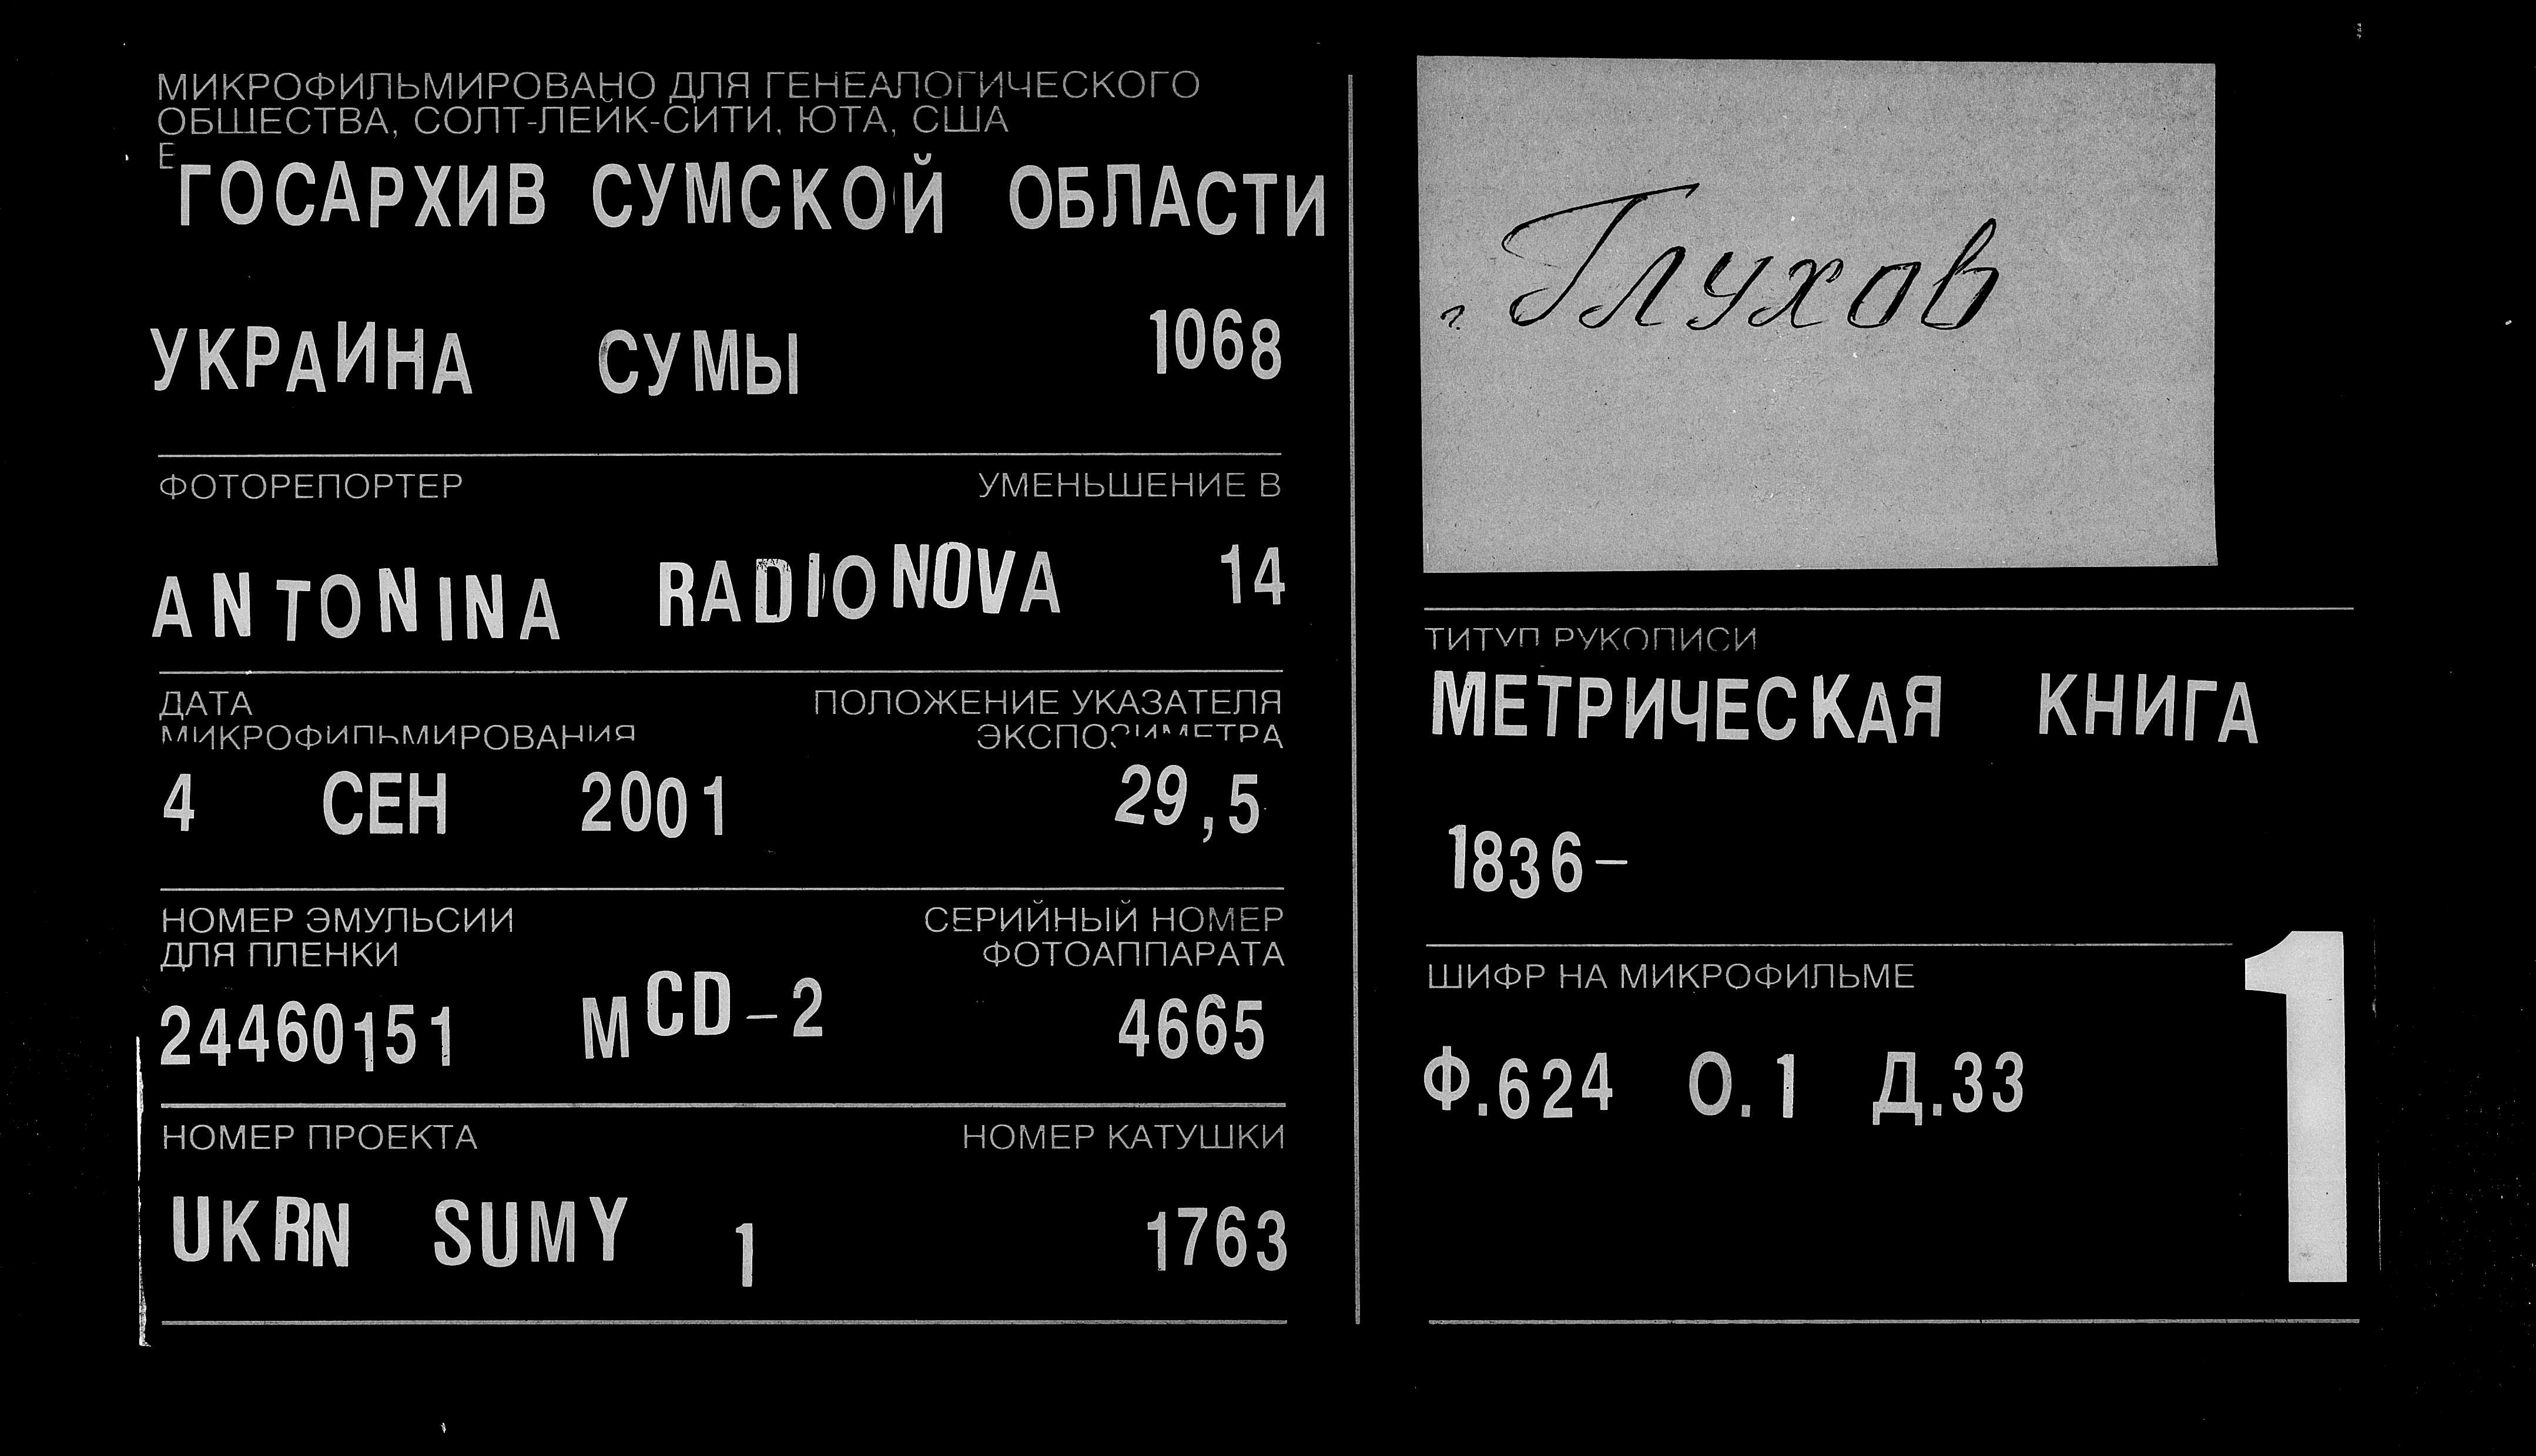 МИКРОФИЛЬМИРОВАНО ДЛЯ ГЕНЕАЛОГИЧЕСКОГО
ОБЩЕСТВА, СОЛТ-ЛЕЙК-СИТИ, ЮТА, США
Е
ГОСАРХИВ СУМСКОЙ ОБЛАСТИ
УКРАИНА СУМЫ 1068
ФОТОРЕПОРТЕР УМЕНЬШЕНИЕ В
ANTONINA RADIONOVA 14
ДАТА ПОЛОЖЕНИЕ УКАЗАТЕЛЯ
МИКРОФИЛЬМИРОВАНИЯ ЭКСПОЗИМЕТРА
4 СЕН 2001 29,5
НОМЕР ЭМУЛЬСИИ СЕРИЙНЫЙ НОМЕР
ДЛЯ ПЛЕНКИ ФОТОАППАРАТА
24460151 MCD-2 4665
НОМЕР ПРОЕКТА НОМЕР КАТУШКИ
UKRN SUMY 1 1763
г. Глухов
ТИТУЛ РУКОПИСИ
МЕТРИЧЕСКАЯ КНИГА
1836-
ШИФР НА МИКРОФИЛЬМЕ
Ф.624 О.1 Д.33
1